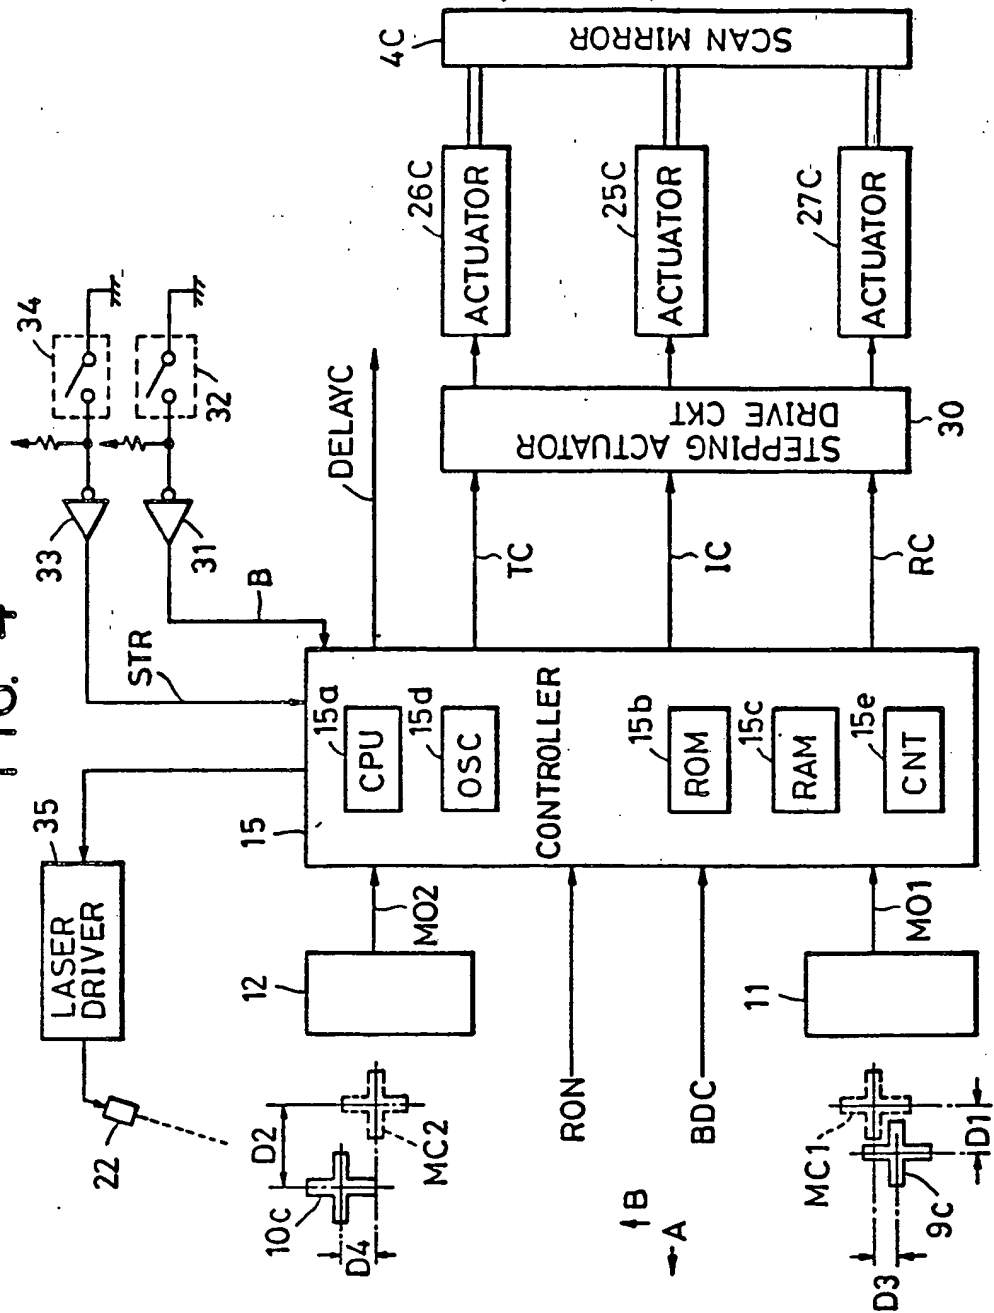 FIG. 4
SCAN MIRROR
4C
ACTUATOR
26C
ACTUATOR
25C
ACTUATOR
27C
STEPPING ACTUATOR
DRIVE CKT
30
34
32
33
31
DELAYC
TC
IC
RC
B
STR
CONTROLLER
15
15a
CPU
15d
OSC
15b
ROM
15c
RAM
15e
CNT
35
LASER
DRIVER
22
12
MO2
11
MO1
RON
BDC
D2
10C
D4
MC2
B
A
MC1
D1
9C
D3